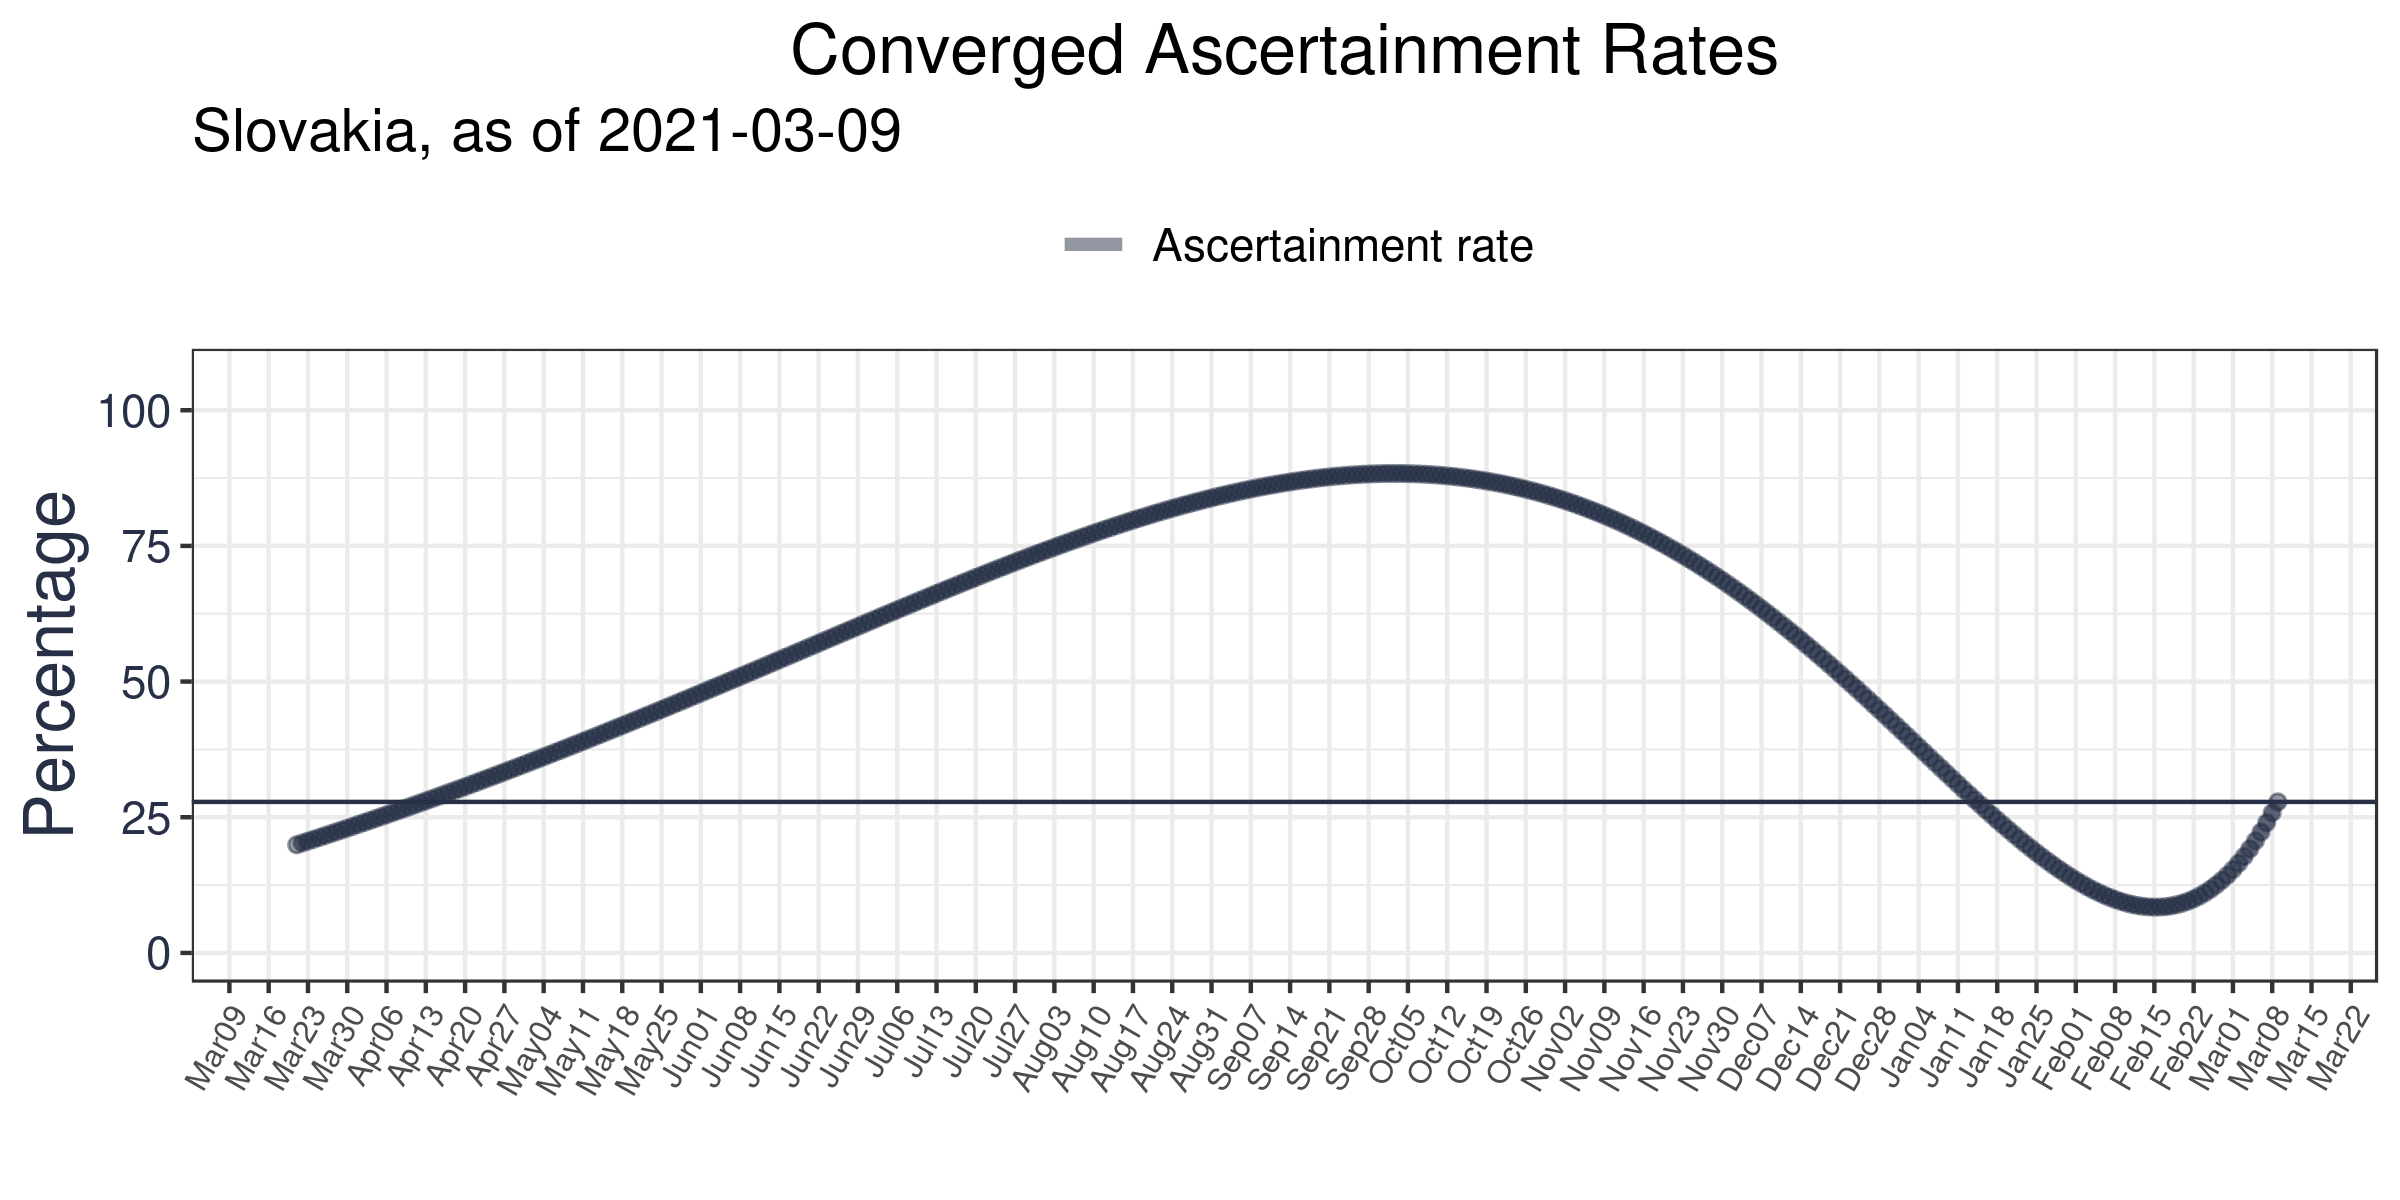 Converged Ascertainment Rates
Slovakia, as of 2021-03-09
Ascertainment rate
Percentage
100
75
50
25
0
Mar09 Mar16 Mar23 Mar30 Apr06 Apr13 Apr20 Apr27 May04 May11 May18 May25 Jun01 Jun08 Jun15 Jun22 Jun29 Jul06 Jul13 Jul20 Jul27 Aug03 Aug10 Aug17 Aug24 Aug31 Sep07 Sep14 Sep21 Sep28 Oct05 Oct12 Oct19 Oct26 Nov02 Nov09 Nov16 Nov23 Nov30 Dec07 Dec14 Dec21 Dec28 Jan04 Jan11 Jan18 Jan25 Feb01 Feb08 Feb15 Feb22 Mar01 Mar08 Mar15 Mar22